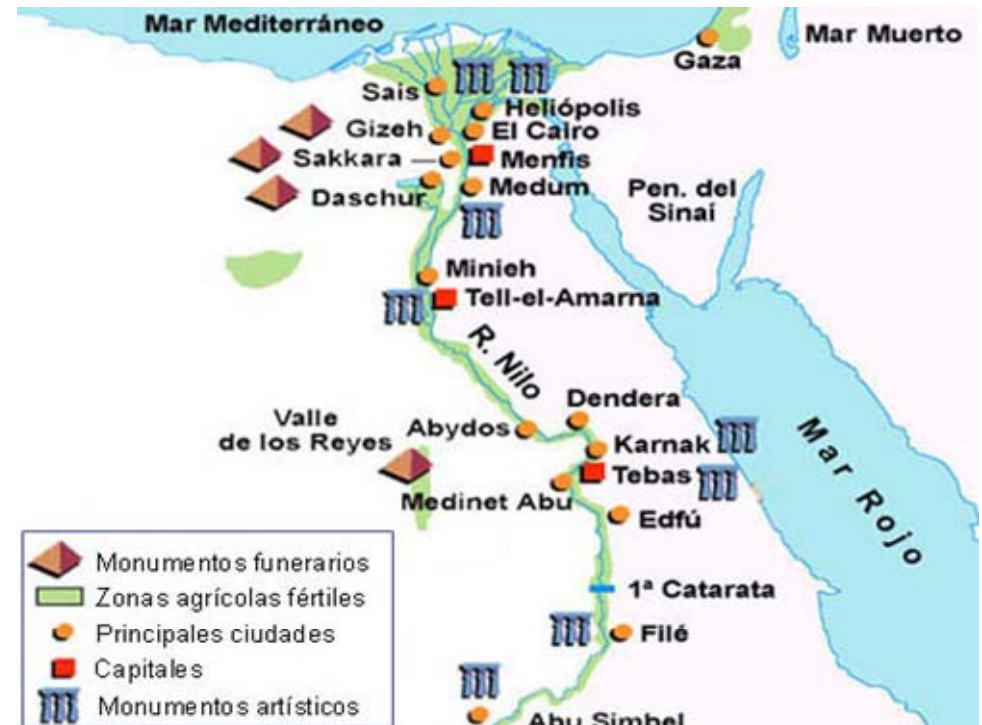 Mar Mediterráneo
Mar Muerto
Gaza
Sais
Heliópolis
Gizeh
El Cairo
Sakkara
Menfis
Daschur
Medum
Pen. del
Sinaí
Minieh
Tell-el-Amarna
R. Nilo
Dendera
Valle
de los Reyes
Abydos
Karnak
Mar Rojo
Tebas
Medinet Abu
Edfú
1ª Catarata
Filé
Abu Simbel
Monumentos funerarios
Zonas agrícolas fértiles
Principales ciudades
Capitales
Monumentos artísticos